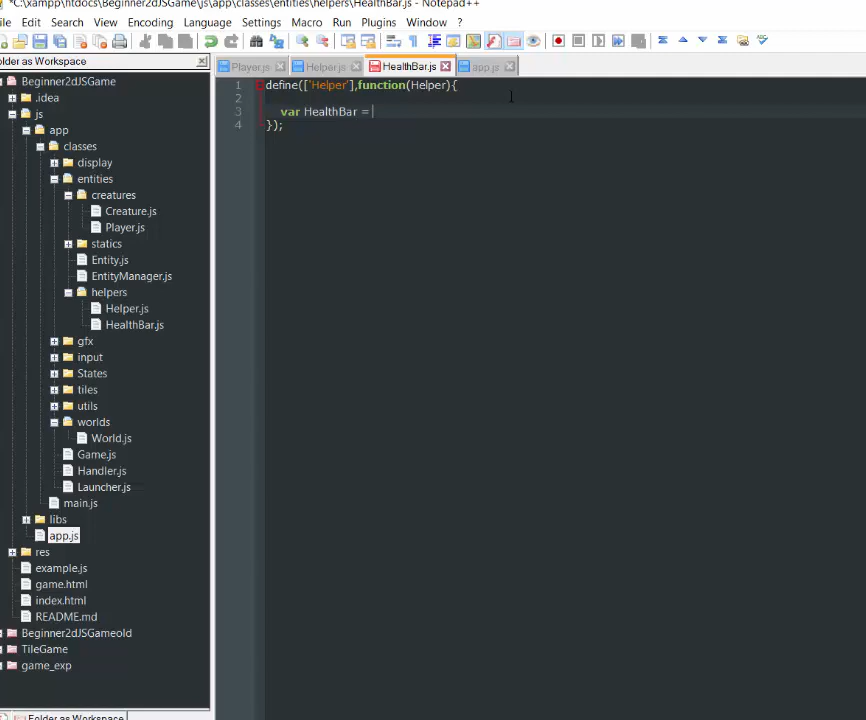 *C:\xampp\htdocs\Beginner2dJSGame\js\app\classes\entities\helpers\HealthBar.js - Notepad++
ile Edit Search View Encoding Language Settings Macro Run Plugins Window ?
Folder as Workspace
Player.js Helper.js HealthBar.js app.js
Beginner2dJSGame
.idea
js
app
classes
display
entities
creatures
Creature.js
Player.js
statics
Entity.js
EntityManager.js
helpers
Helper.js
HealthBar.js
gfx
input
States
tiles
utils
worlds
World.js
Game.js
Handler.js
Launcher.js
main.js
libs
app.js
res
example.js
game.html
index.html
README.md
Beginner2dJSGameold
TileGame
game_exp
Folder as Workspace
1 define(['Helper'],function(Helper){
2
3 var HealthBar =
4 });